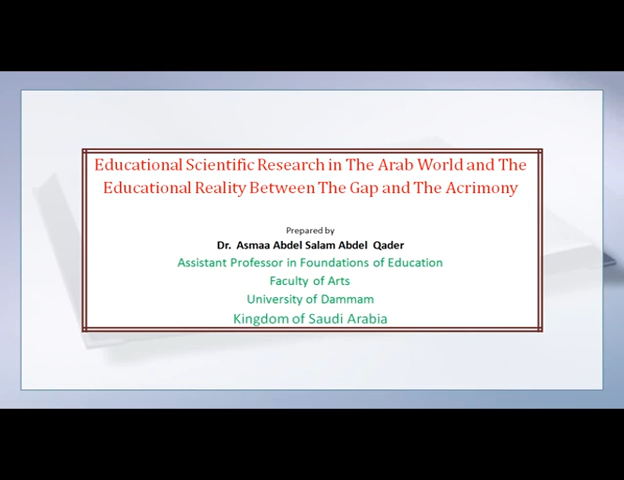 Educational Scientific Research in The Arab World and The
Educational Reality Between The Gap and The Acrimony
Prepared by
Dr. Asmaa Abdel Salam Abdel Qader
Assistant Professor in Foundations of Education
Faculty of Arts
University of Dammam
Kingdom of Saudi Arabia